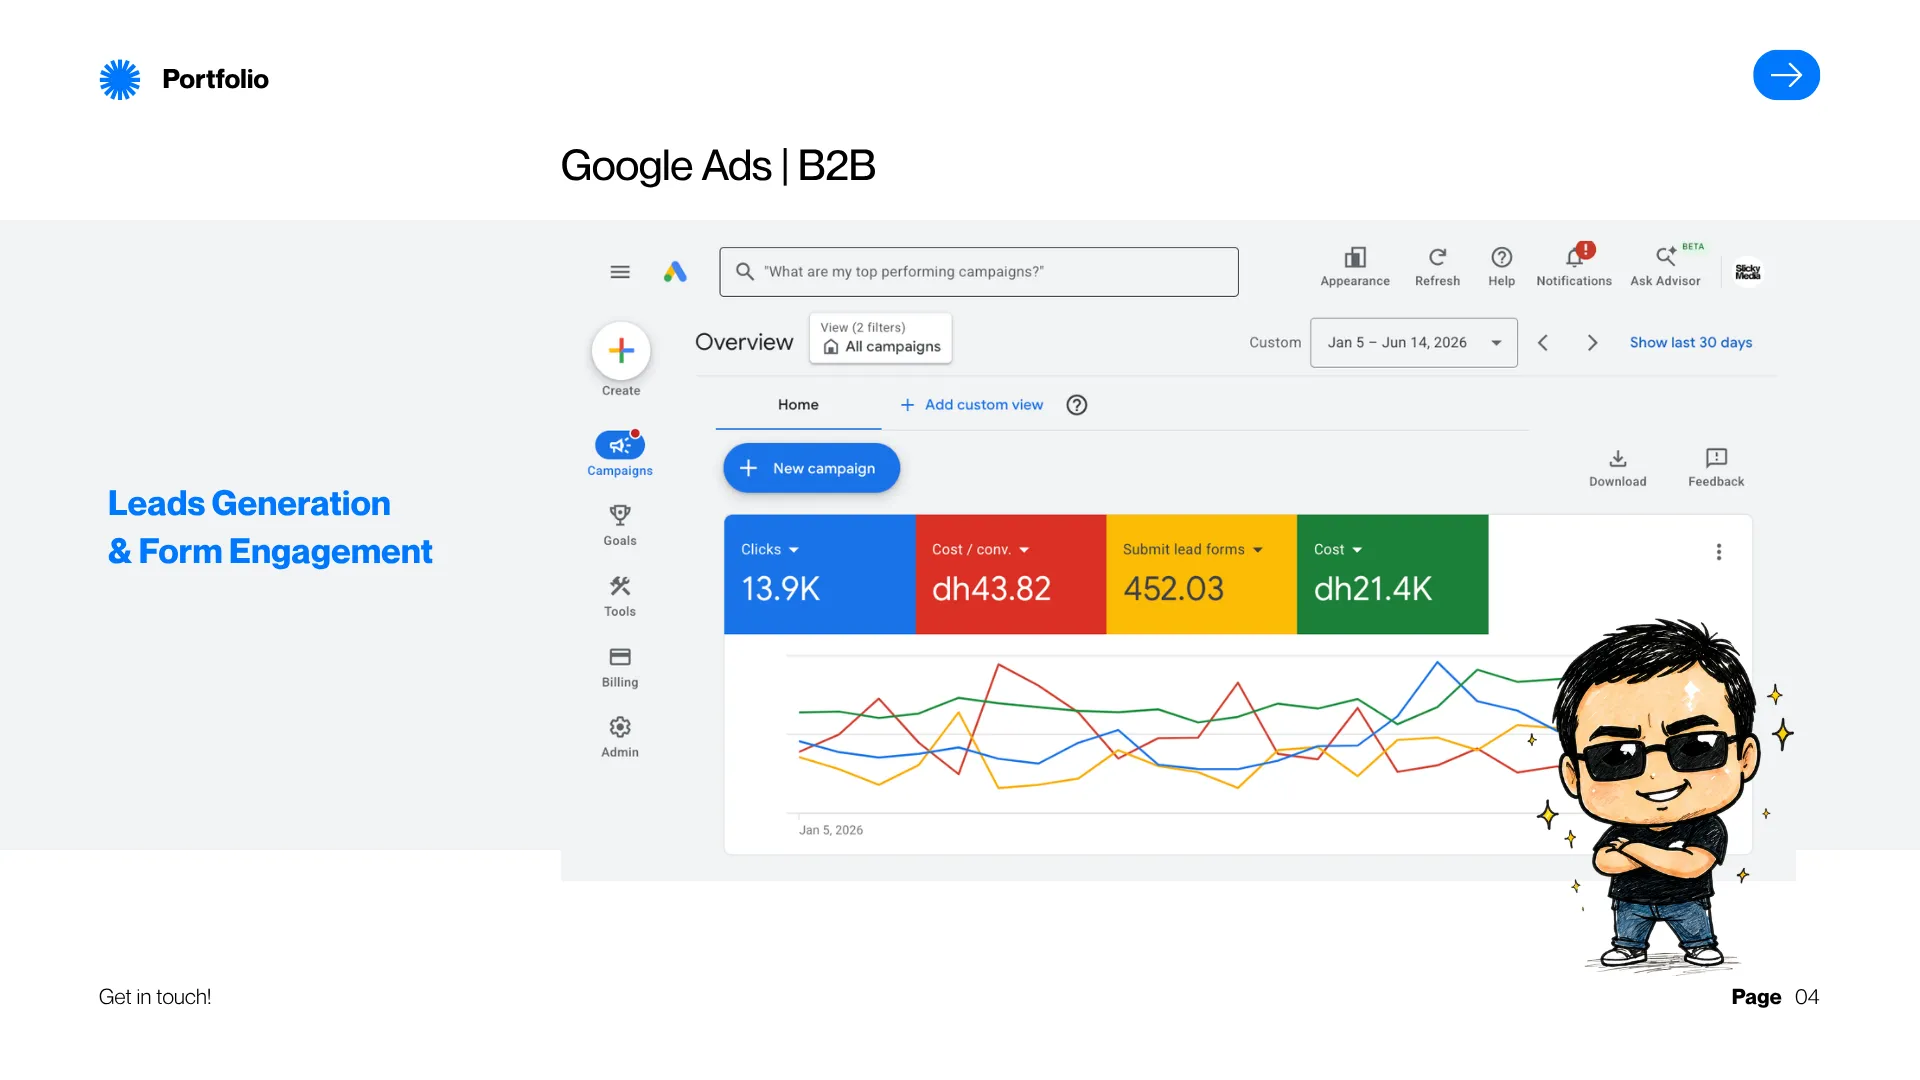 Portfolio
Google Ads | B2B
"What are my top performing campaigns?"
Appearance
Refresh
Help
Notifications
Ask Advisor
BETA
Slicky
Media
Create
Overview
View (2 filters)
All campaigns
Custom
Jan 5 – Jun 14, 2026
Show last 30 days
Home
Add custom view
Campaigns
New campaign
Download
Feedback
Leads Generation
& Form Engagement
Goals
Tools
Billing
Admin
Clicks
13.9K
Cost / conv.
dh43.82
Submit lead forms
452.03
Cost
dh21.4K
Jan 5, 2026
Get in touch!
Page 04